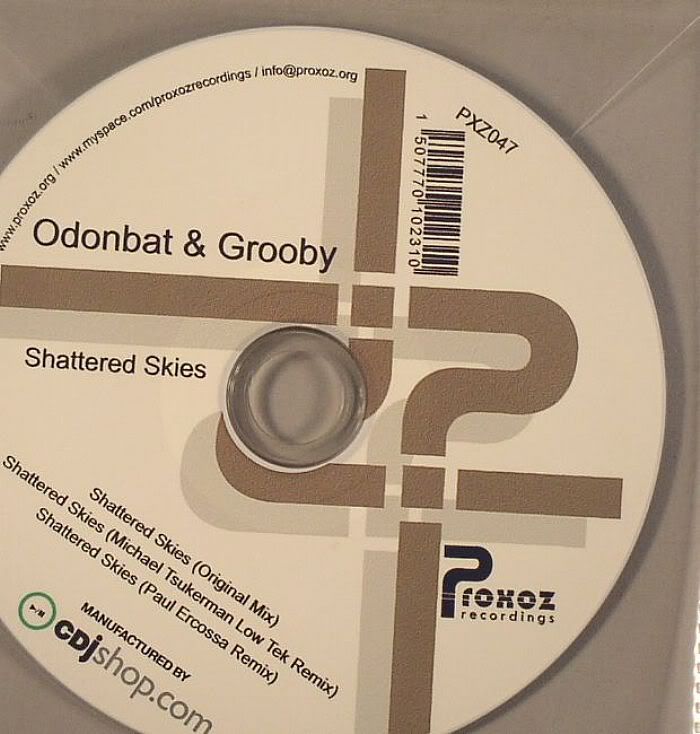 www.proxoz.org / www.myspace.com/proxozrecordings / info@proxoz.org
PXZ047
1 507770 102310
Odonbat & Grooby
Shattered Skies
Shattered Skies (Original Mix)
Shattered Skies (Michael Tsukerman Low Tek Remix)
Shattered Skies (Paul Ercossa Remix)
MANUFACTURED BY
CDjshop.com
Proxoz
recordings